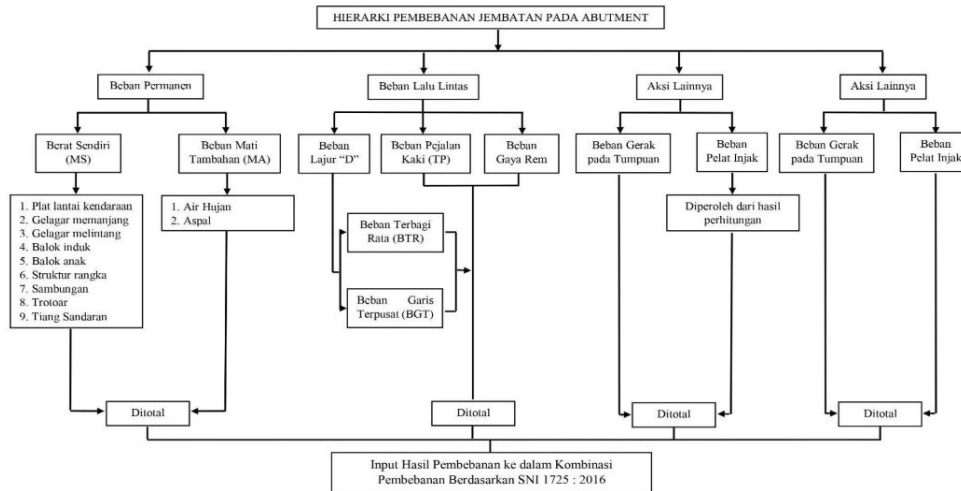 HIERARKI PEMBEBANAN JEMBATAN PADA ABUTMENT
Beban Permanen
Beban Lalu Lintas
Aksi Lainnya
Aksi Lainnya
Berat Sendiri
(MS)
Beban Mati
Tambahan (MA)
Beban
Lajur “D”
Beban Pejalan
Kaki (TP)
Beban
Gaya Rem
Beban Gerak
pada Tumpuan
Beban
Pelat Injak
Beban Gerak
pada Tumpuan
Beban
Pelat Injak
1. Plat lantai kendaraan
2. Gelagar memanjang
3. Gelagar melintang
4. Balok induk
5. Balok anak
6. Struktur rangka
7. Sambungan
8. Trotoar
9. Tiang Sandaran
1. Air Hujan
2. Aspal
Beban Terbagi
Rata (BTR)
Beban Garis
Terpusat (BGT)
Diperoleh dari hasil
perhitungan
Ditotal
Ditotal
Ditotal
Ditotal
Input Hasil Pembebanan ke dalam Kombinasi
Pembebanan Berdasarkan SNI 1725 : 2016